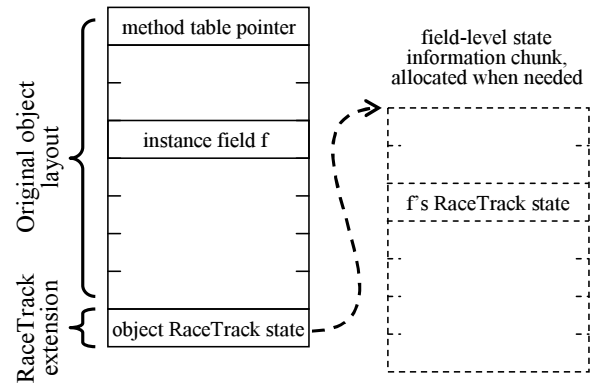 method table pointer
instance field f
object RaceTrack state
Original object
layout
RaceTrack
extension
field-level state
information chunk,
allocated when needed
f's RaceTrack state